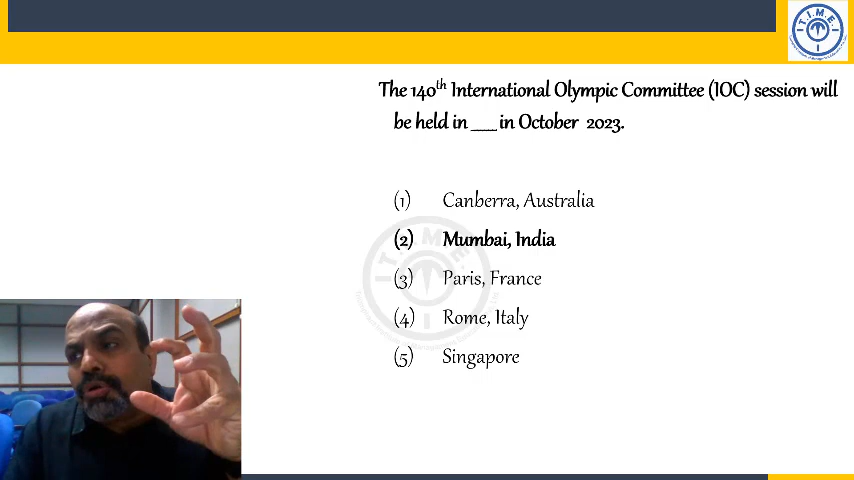 T.I.M.E.
The 140th International Olympic Committee (IOC) session will
be held in ____ in October 2023.
(1) Canberra, Australia
(2) Mumbai, India
(3) Paris, France
(4) Rome, Italy
(5) Singapore
T.I.M.E.